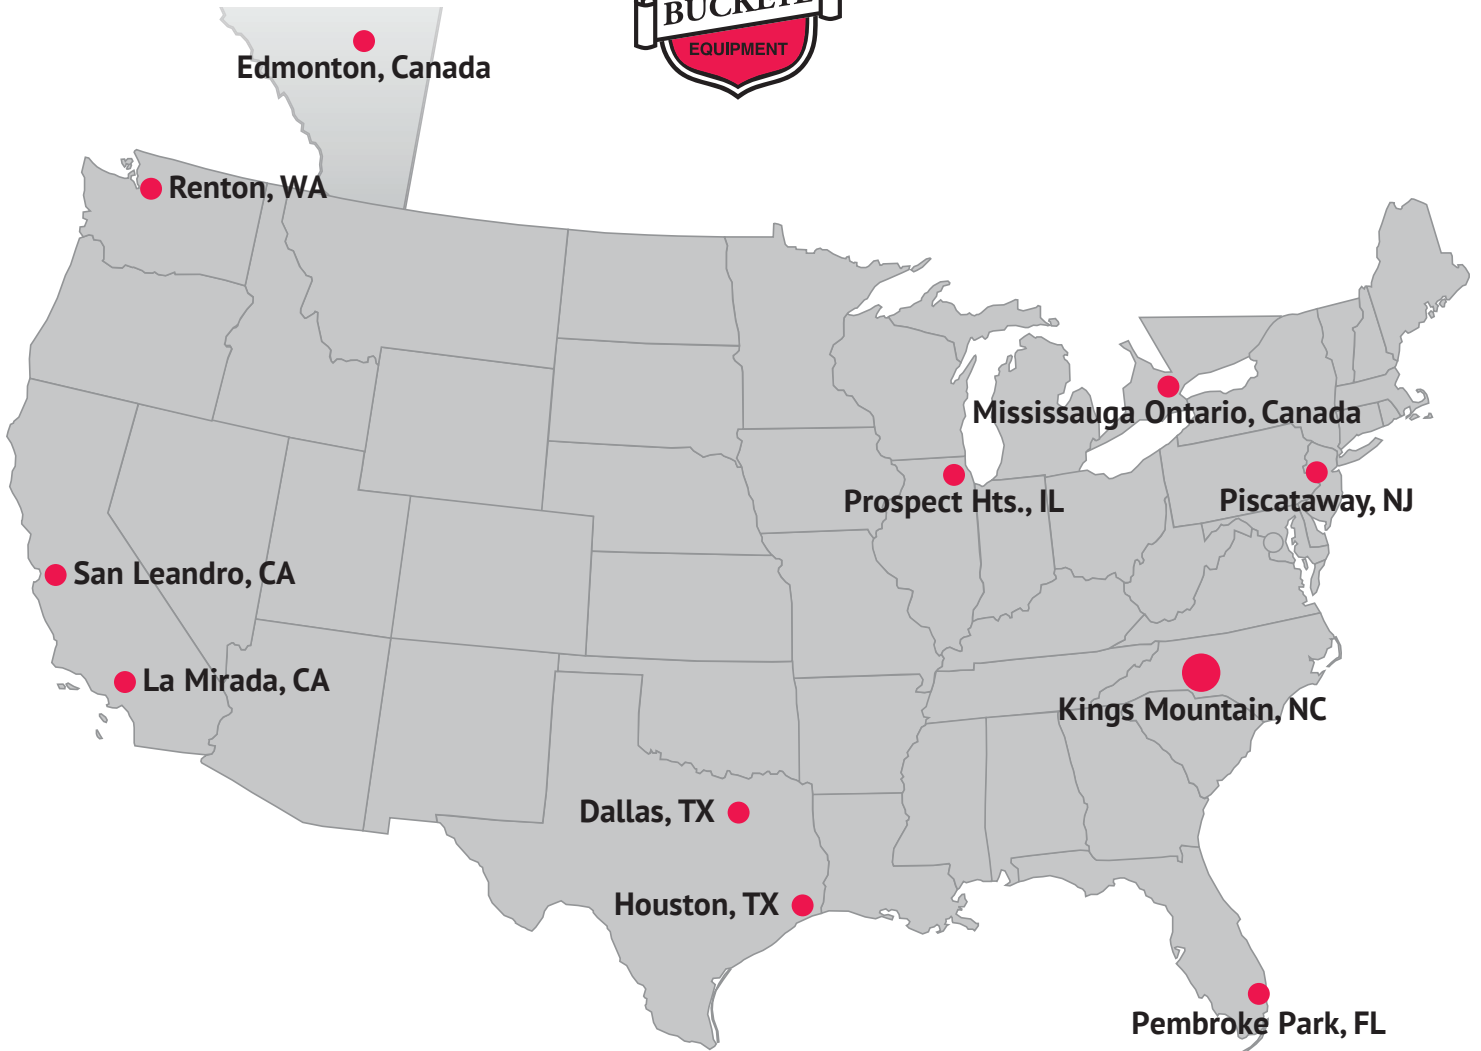 BUCKEYE
EQUIPMENT
Edmonton, Canada
Renton, WA
Mississauga Ontario, Canada
Prospect Hts., IL
Piscataway, NJ
San Leandro, CA
La Mirada, CA
Kings Mountain, NC
Dallas, TX
Houston, TX
Pembroke Park, FL